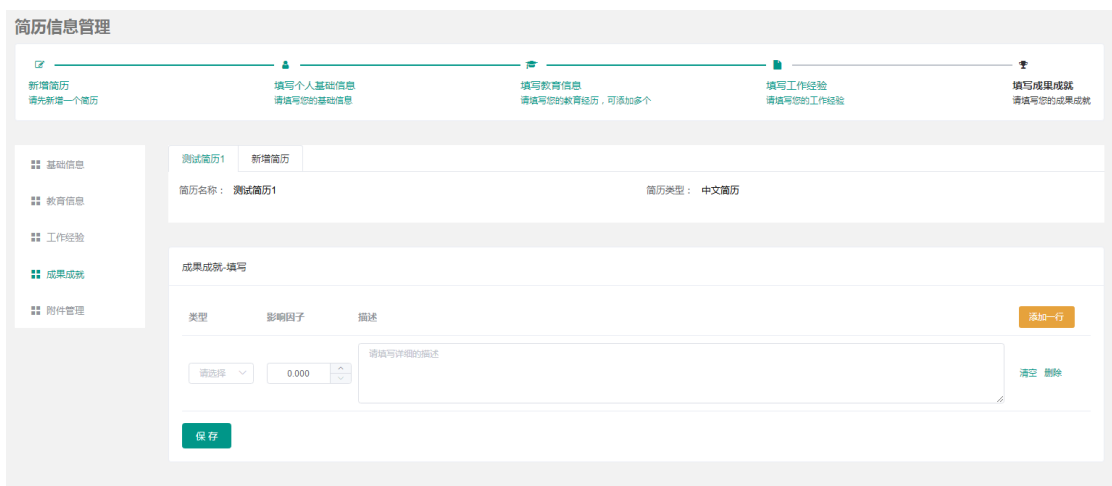 简历信息管理
新增简历 填写个人基础信息 填写教育信息 填写工作经验 填写成果成就
请先新增一个简历 请填写您的基础信息 请填写您的教育经历，可添加多个 请填写您的工作经验 请填写您的成果成就
基础信息
教育信息
工作经验
成果成就
附件管理
测试简历1 新增简历
简历名称： 测试简历1 简历类型： 中文简历
成果成就-填写
类型 影响因子 描述 添加一行
请选择 0.000 请填写详细的描述 清空 删除
保存